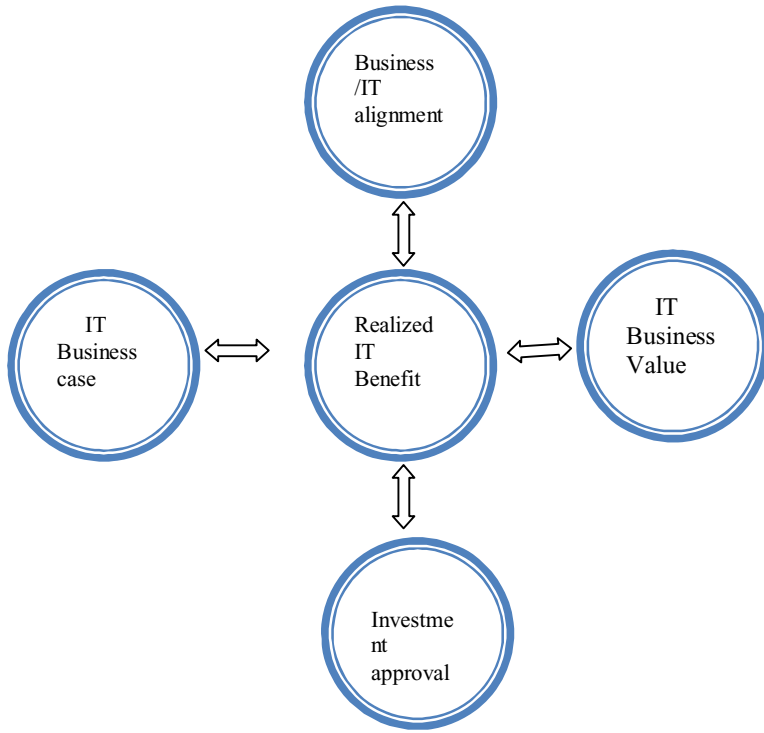 Business
/IT
alignment
IT
Business
case
Realized
IT
Benefit
IT
Business
Value
Investme
nt
approval